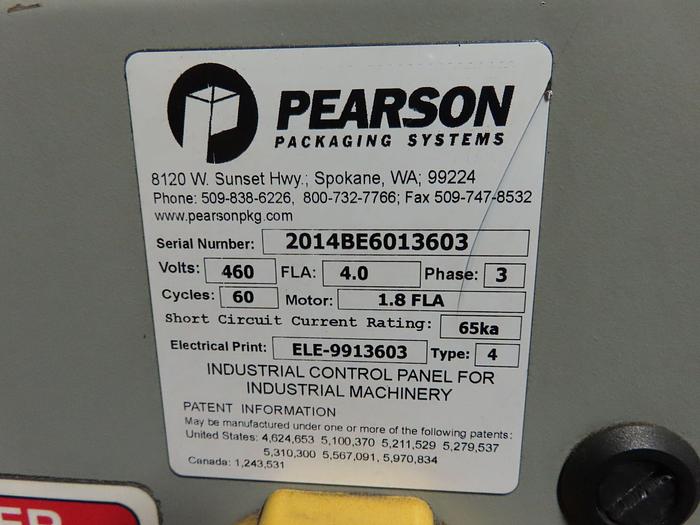 PEARSON
PACKAGING SYSTEMS
8120 W. Sunset Hwy.; Spokane, WA; 99224
Phone: 509-838-6226, 800-732-7766; Fax 509-747-8532
www.pearsonpkg.com
Serial Number: 2014BE6013603
Volts: 460 FLA: 4.0 Phase: 3
Cycles: 60 Motor: 1.8 FLA
Short Circuit Current Rating: 65ka
Electrical Print: ELE-9913603 Type: 4
INDUSTRIAL CONTROL PANEL FOR
INDUSTRIAL MACHINERY
PATENT INFORMATION
May be manufactured under one or more of the following patents:
United States: 4,624,653 5,100,370 5,211,529 5,279,537
5,310,300 5,567,091, 5,970,834
Canada: 1,243,531